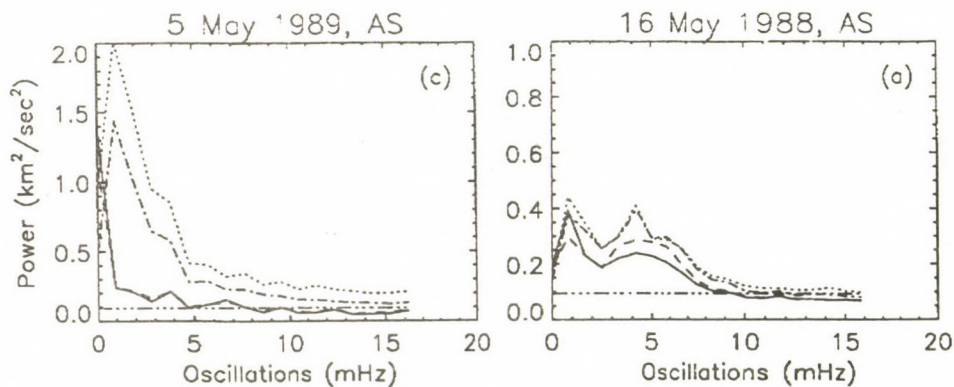 5 May 1989, AS
16 May 1988, AS
Power (km²/sec²)
2.0
1.5
1.0
0.5
0.0
(c)
0 5 10 15 20
Oscillations (mHz)
1.0
0.8
0.6
0.4
0.2
0.0
(a)
0 5 10 15 20
Oscillations (mHz)